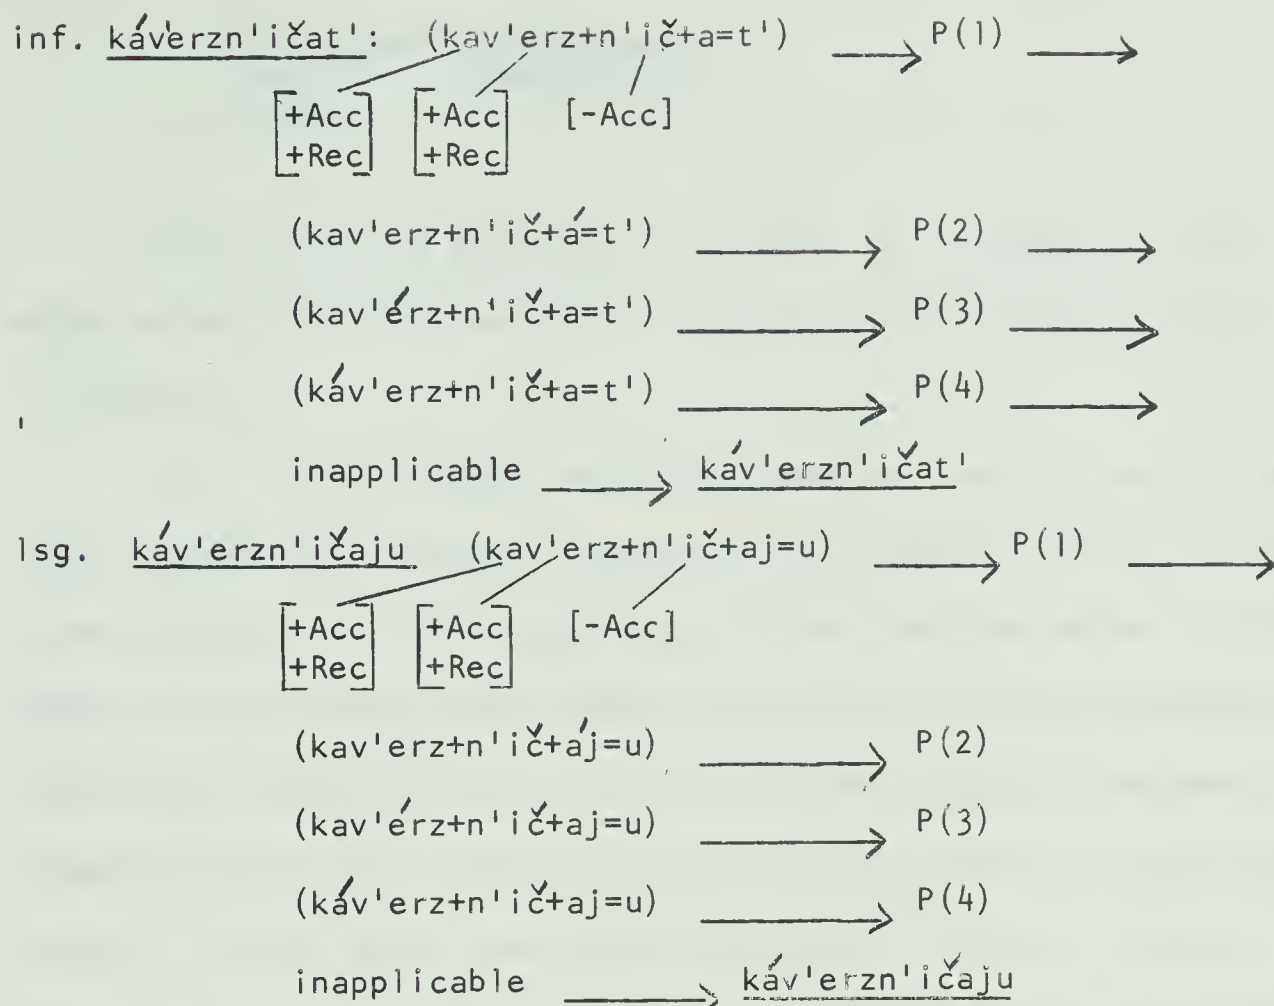 inf. káv'erzn'ičat': (kav'erz+n'ič+a=t') ⟶ P(1) ⟶
[+Acc +Rec] [+Acc +Rec] [-Acc]
(kav'erz+n'ič+á=t') ⟶ P(2) ⟶
(kav'érz+n'ič+a=t') ⟶ P(3) ⟶
(káv'erz+n'ič+a=t') ⟶ P(4) ⟶
inapplicable ⟶ káv'erzn'ičat'
1sg. káv'erzn'ičaju (kav'erz+n'ič+aj=u) ⟶ P(1) ⟶
[+Acc +Rec] [+Acc +Rec] [-Acc]
(kav'erz+n'ič+áj=u) ⟶ P(2)
(kav'érz+n'ič+aj=u) ⟶ P(3)
(káv'erz+n'ič+aj=u) ⟶ P(4)
inapplicable ⟶ káv'erzn'ičaju